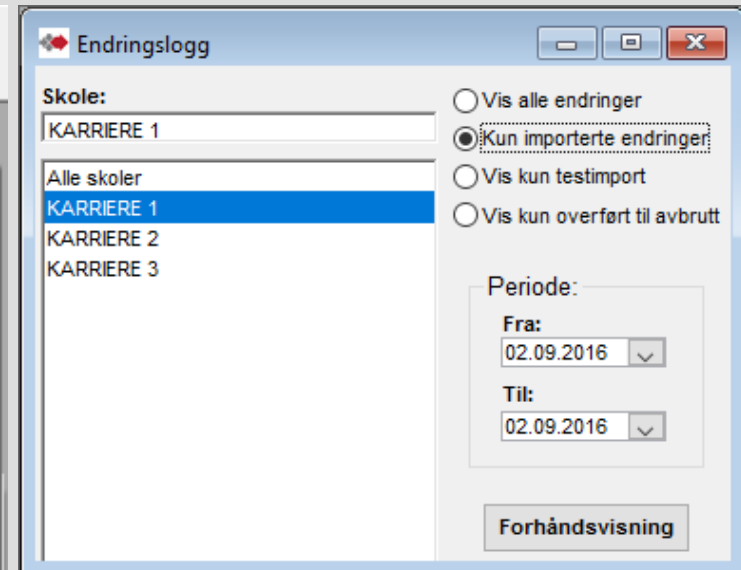 Endringslogg
Skole:
KARRIERE 1
Alle skoler
KARRIERE 1
KARRIERE 2
KARRIERE 3
Vis alle endringer
Kun importerte endringer
Vis kun testimport
Vis kun overført til avbrutt
Periode:
Fra:
02.09.2016
Til:
02.09.2016
Forhåndsvisning